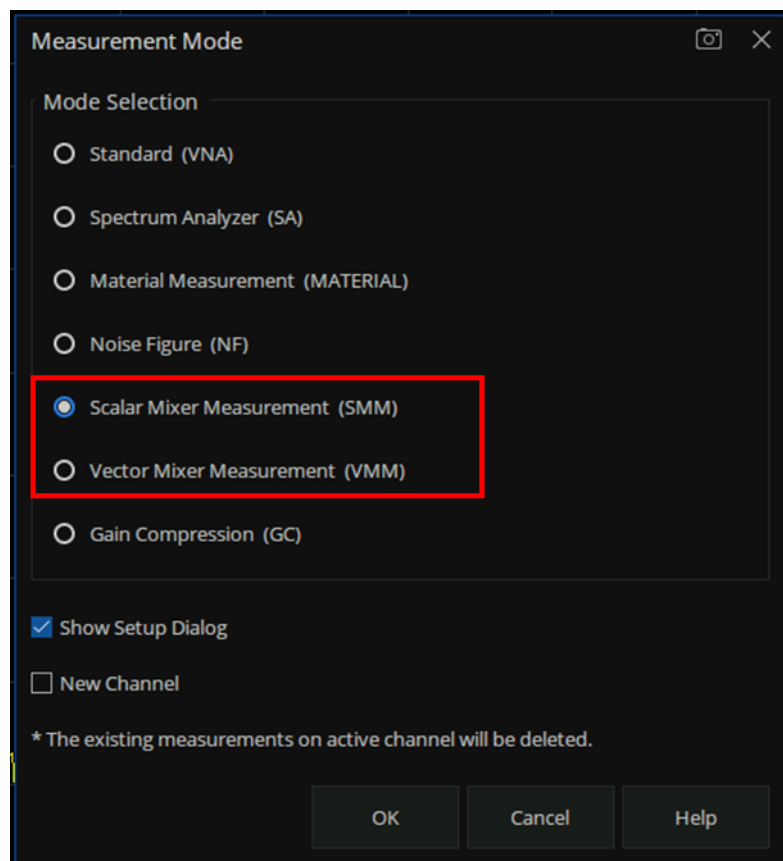 Measurement Mode
Mode Selection
Standard (VNA)
Spectrum Analyzer (SA)
Material Measurement (MATERIAL)
Noise Figure (NF)
Scalar Mixer Measurement (SMM)
Vector Mixer Measurement (VMM)
Gain Compression (GC)
Show Setup Dialog
New Channel
* The existing measurements on active channel will be deleted.
OK Cancel Help